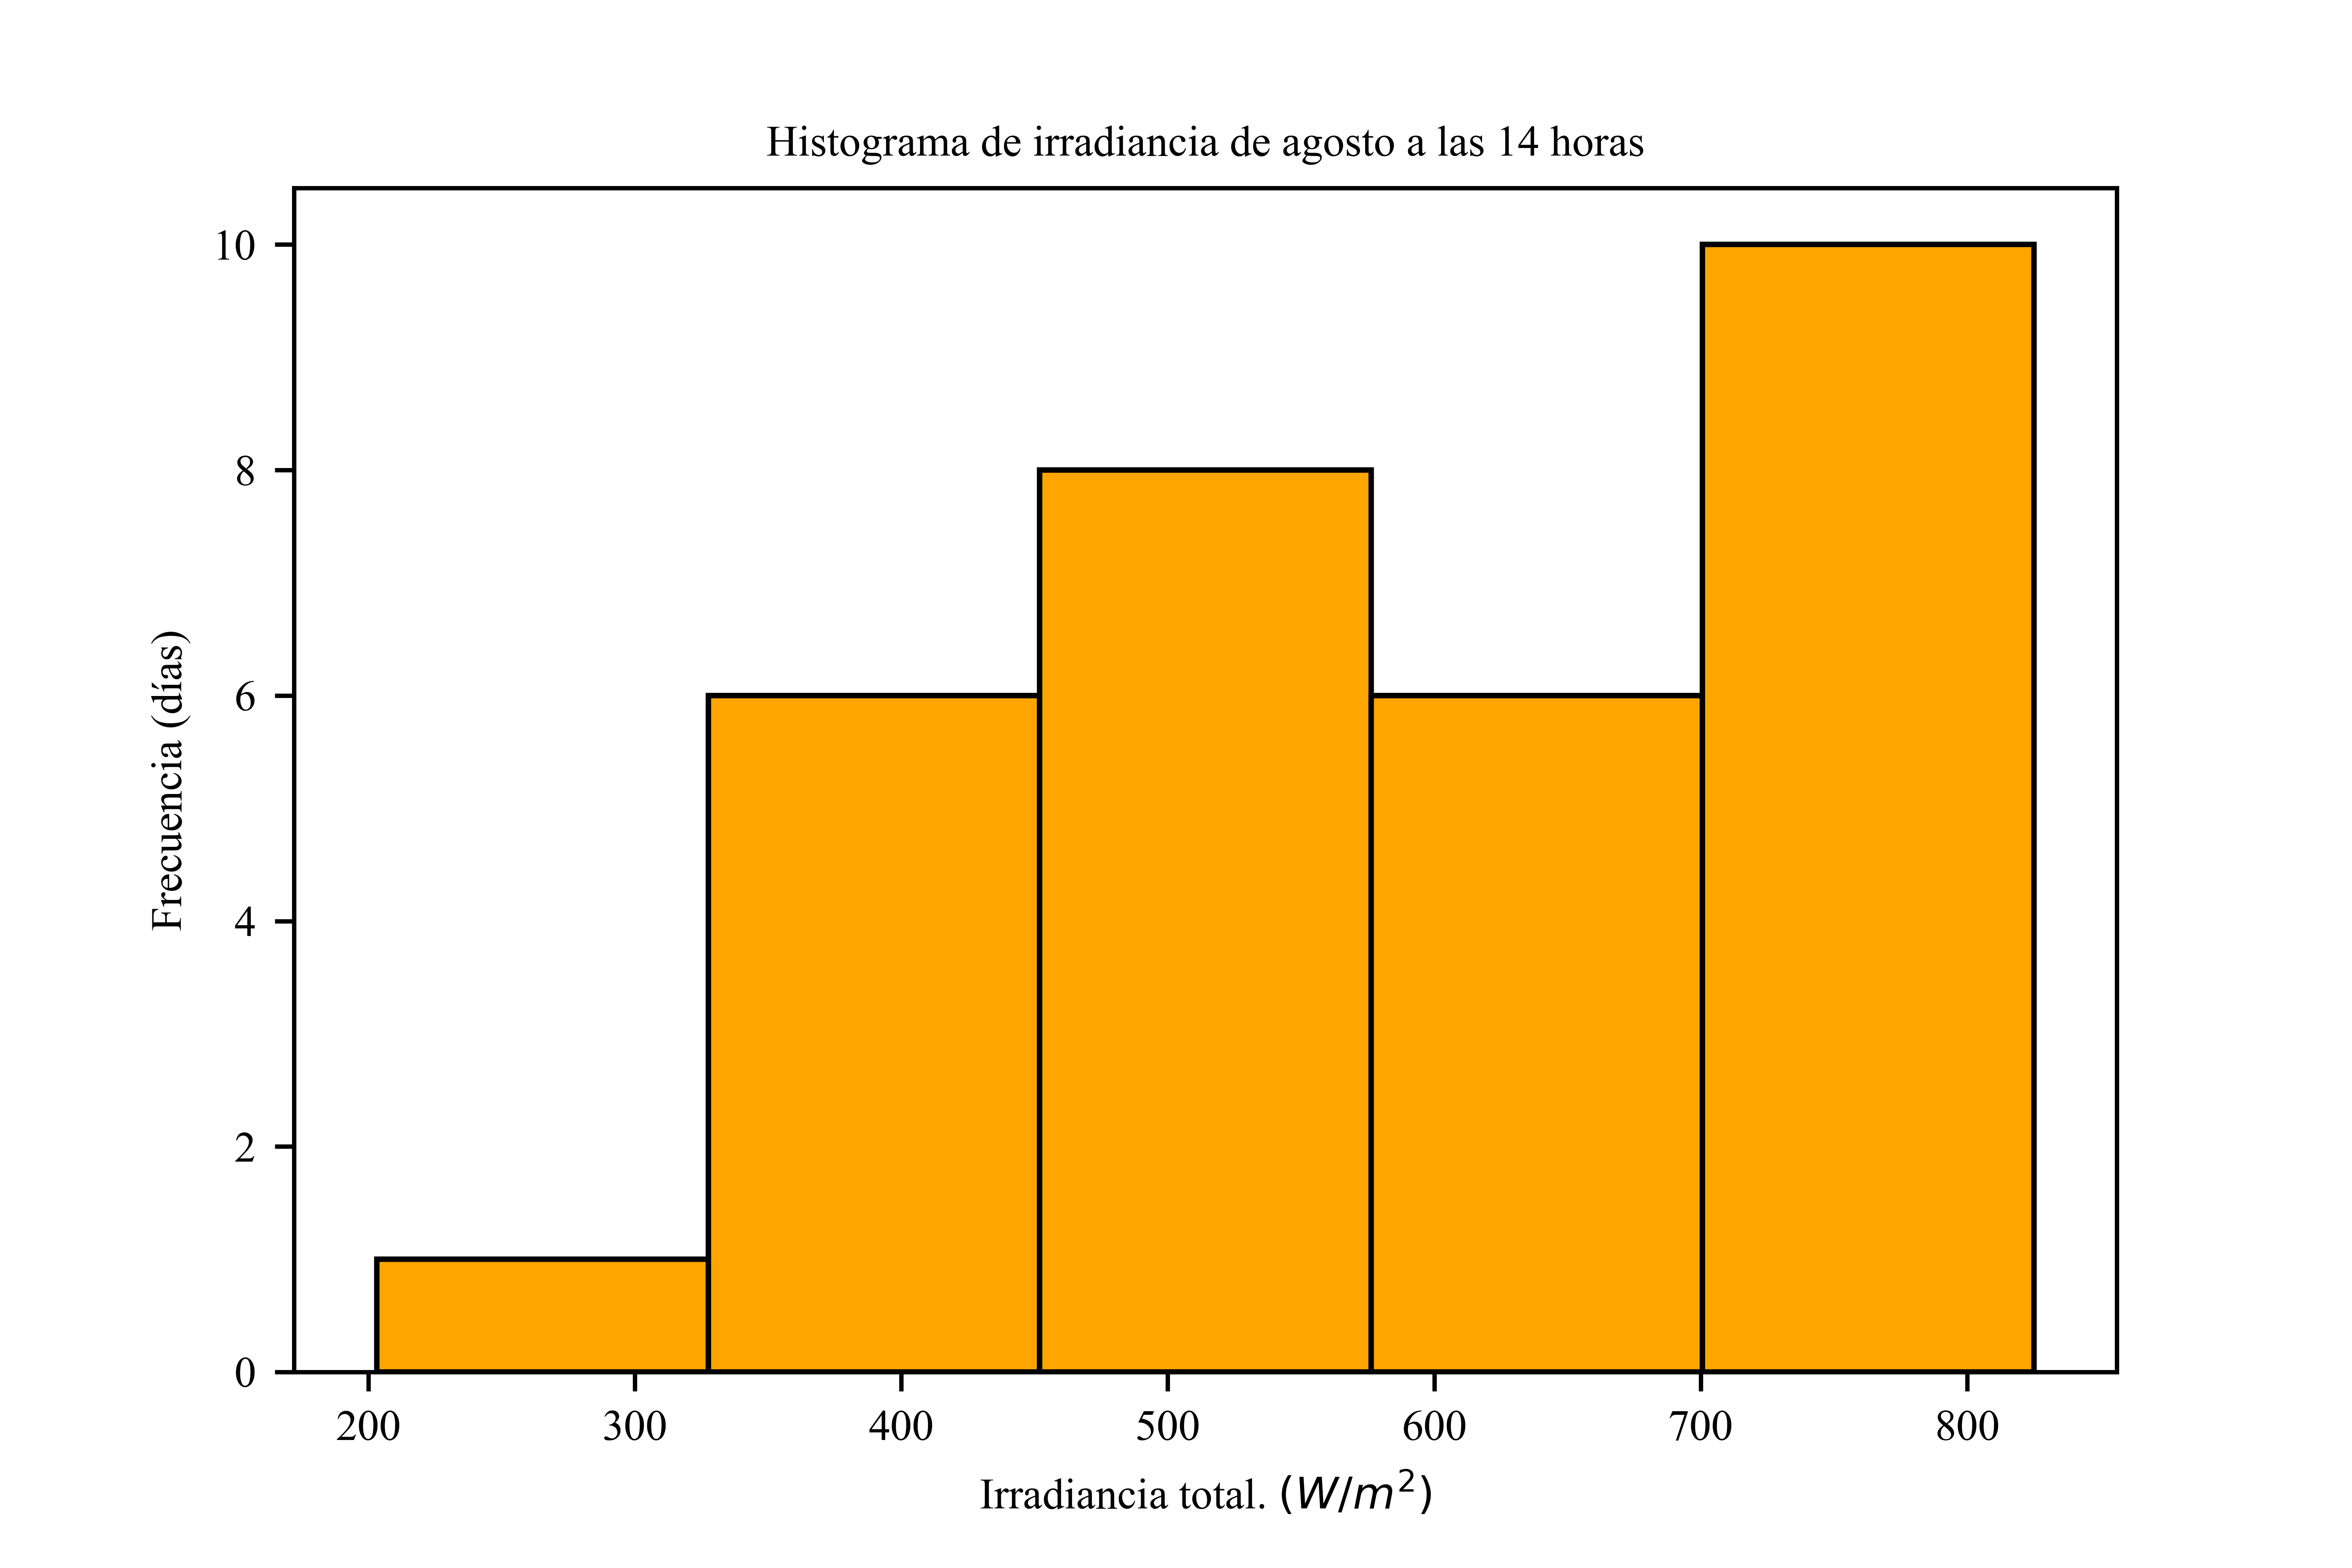 Histograma de irradiancia de agosto a las 14 horas
10
8
6
4
2
0
Frecuencia (días)
200 300 400 500 600 700 800
Irradiancia total. (W/m²)